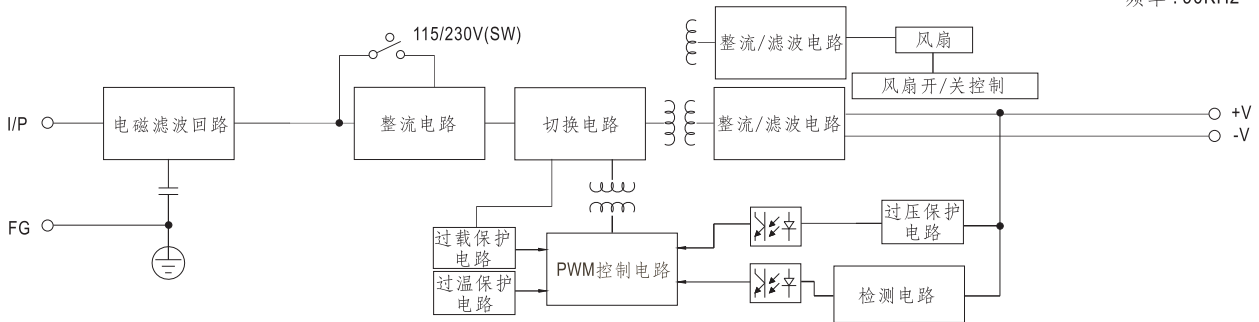 115/230V(SW)
整流/滤波电路
风扇
风扇开/关控制
I/P
电磁滤波回路
整流电路
切换电路
整流/滤波电路
+V
-V
FG
过载保护
电路
过温保护
电路
PWM控制电路
过压保护
电路
检测电路